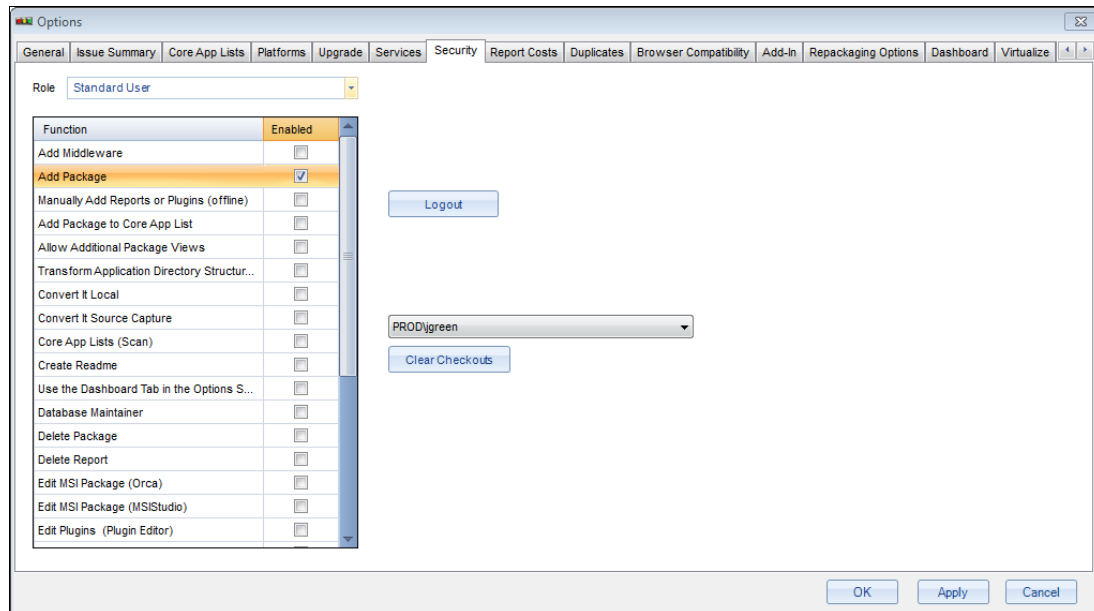 Options
General Issue Summary Core App Lists Platforms Upgrade Services Security Report Costs Duplicates Browser Compatibility Add-In Repackaging Options Dashboard Virtualize
Role Standard User
Function Enabled
Add Middleware
Add Package
Manually Add Reports or Plugins (offline)
Logout
Add Package to Core App List
Allow Additional Package Views
Transform Application Directory Structur...
Convert It Local
Convert It Source Capture
PROD\jgreen
Core App Lists (Scan)
Clear Checkouts
Create Readme
Use the Dashboard Tab in the Options S...
Database Maintainer
Delete Package
Delete Report
Edit MSI Package (Orca)
Edit MSI Package (MSIStudio)
Edit Plugins (Plugin Editor)
OK Apply Cancel